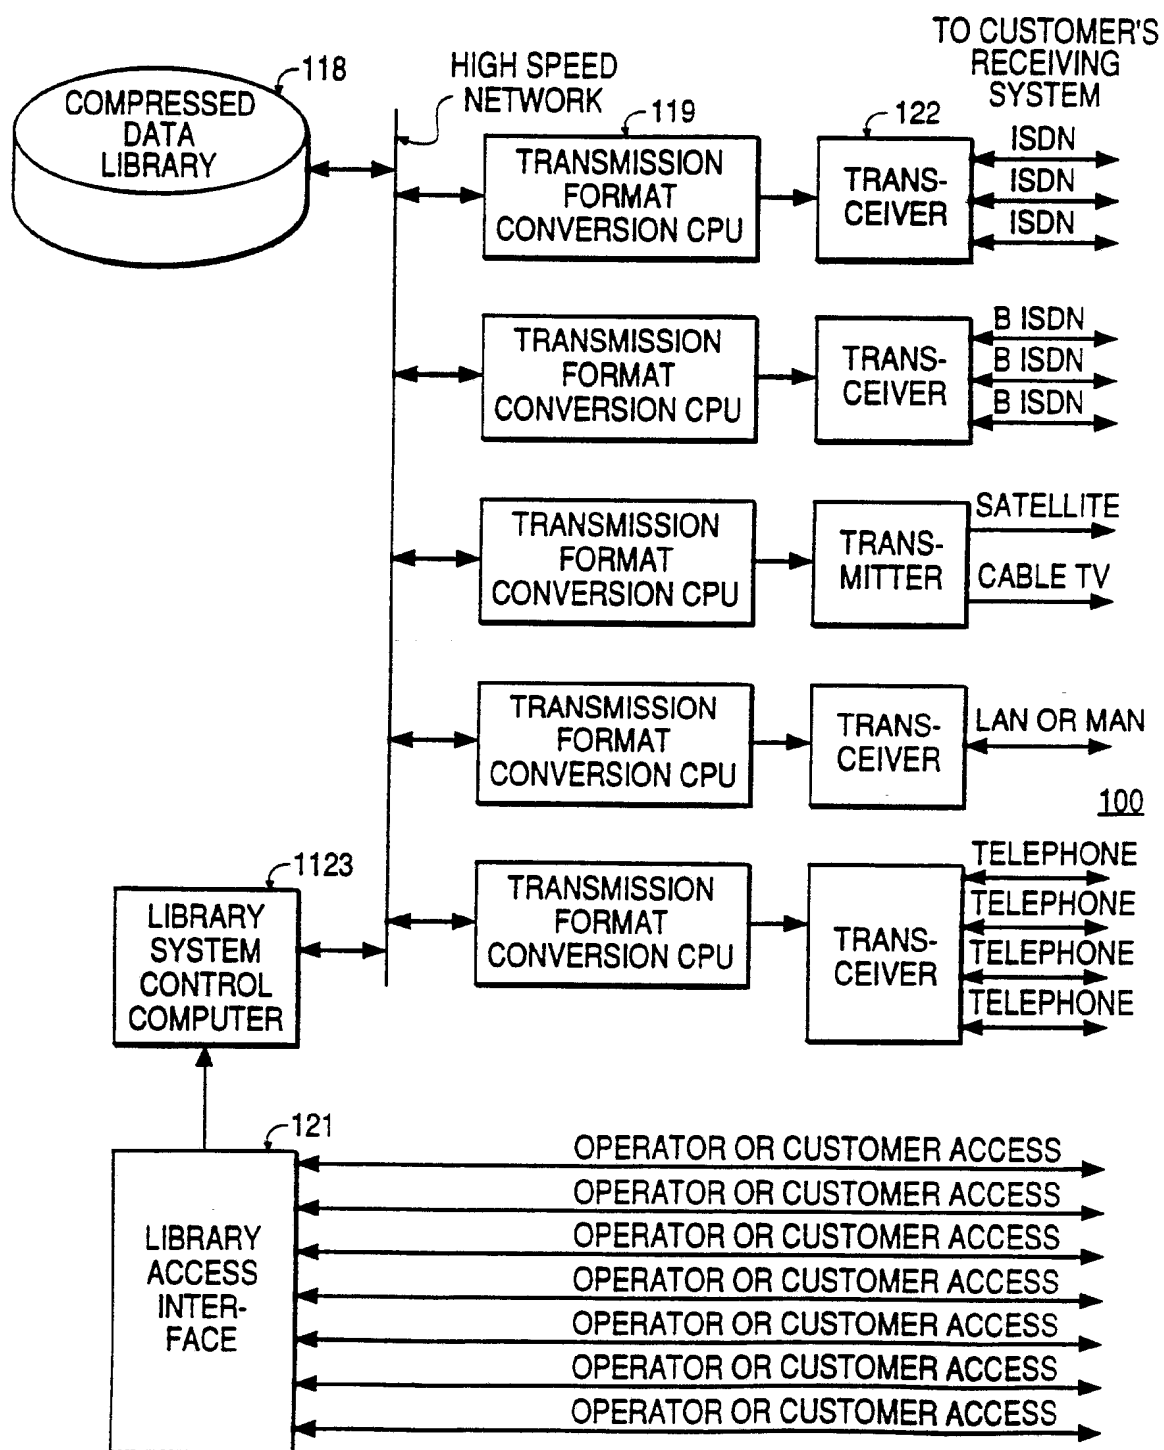 TO CUSTOMER'S
RECEIVING
SYSTEM
118
COMPRESSED
DATA
LIBRARY
HIGH SPEED
NETWORK
119
TRANSMISSION
FORMAT
CONVERSION CPU
122
TRANS-
CEIVER
ISDN
ISDN
ISDN
TRANSMISSION
FORMAT
CONVERSION CPU
TRANS-
CEIVER
B ISDN
B ISDN
B ISDN
TRANSMISSION
FORMAT
CONVERSION CPU
TRANS-
MITTER
SATELLITE
CABLE TV
TRANSMISSION
FORMAT
CONVERSION CPU
TRANS-
CEIVER
LAN OR MAN
100
1123
LIBRARY
SYSTEM
CONTROL
COMPUTER
TRANSMISSION
FORMAT
CONVERSION CPU
TRANS-
CEIVER
TELEPHONE
TELEPHONE
TELEPHONE
TELEPHONE
121
LIBRARY
ACCESS
INTER-
FACE
OPERATOR OR CUSTOMER ACCESS
OPERATOR OR CUSTOMER ACCESS
OPERATOR OR CUSTOMER ACCESS
OPERATOR OR CUSTOMER ACCESS
OPERATOR OR CUSTOMER ACCESS
OPERATOR OR CUSTOMER ACCESS
OPERATOR OR CUSTOMER ACCESS